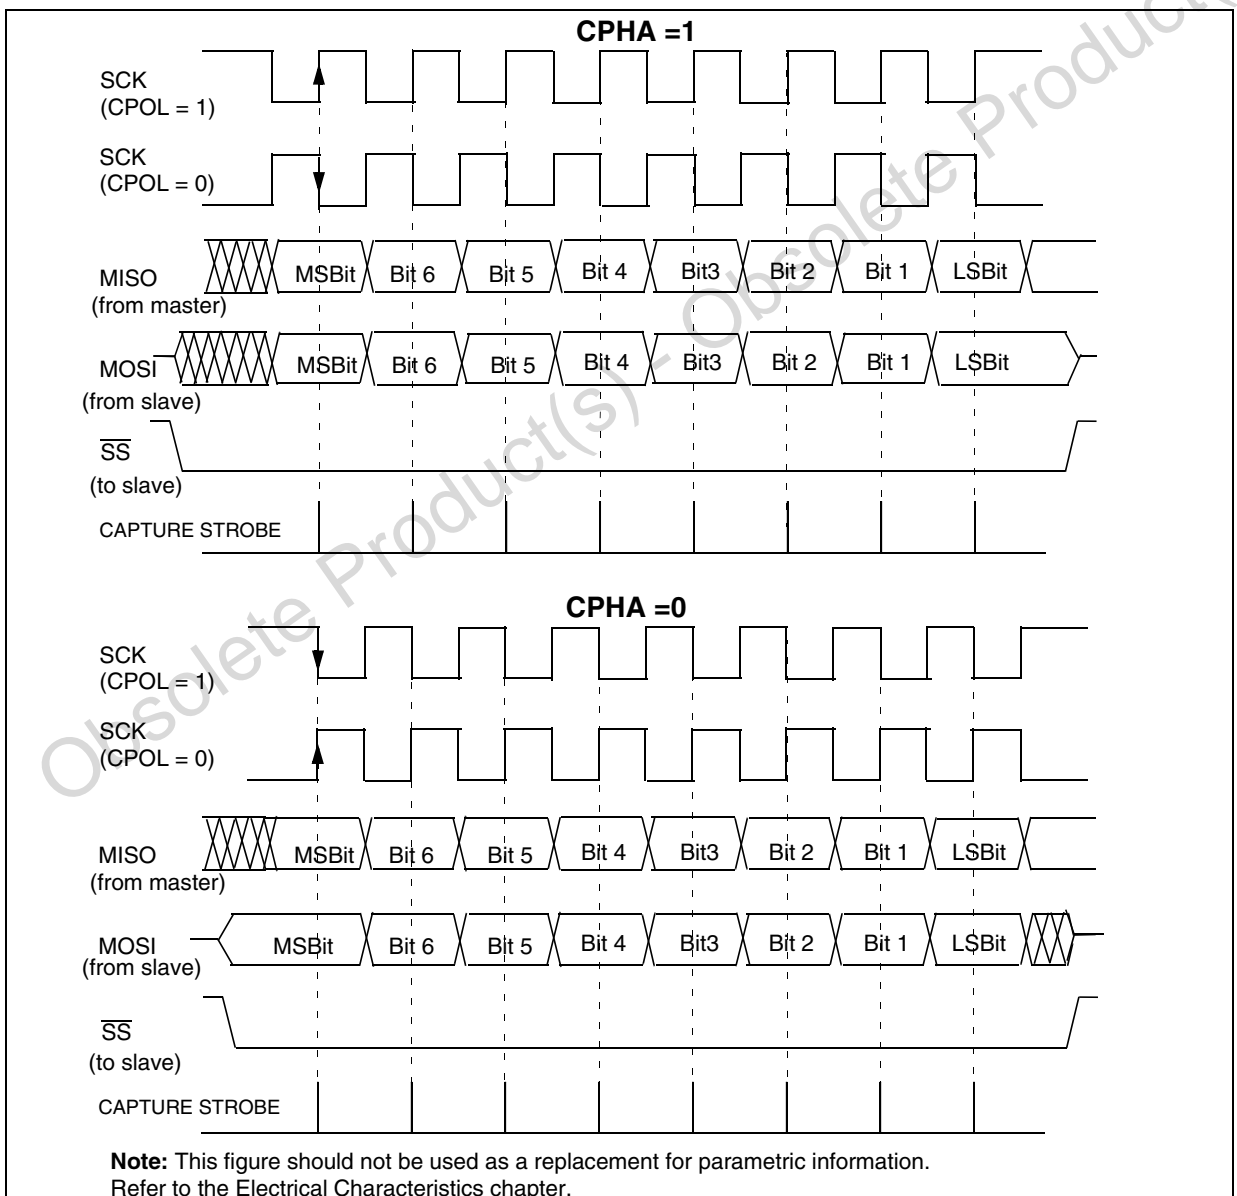 CPHA =1
SCK
(CPOL = 1)
SCK
(CPOL = 0)
MISO
(from master)
MSBit Bit 6 Bit 5 Bit 4 Bit3 Bit 2 Bit 1 LSBit
MOSI
(from slave)
MSBit Bit 6 Bit 5 Bit 4 Bit3 Bit 2 Bit 1 LSBit
SS
(to slave)
CAPTURE STROBE
CPHA =0
SCK
(CPOL = 1)
SCK
(CPOL = 0)
MISO
(from master)
MSBit Bit 6 Bit 5 Bit 4 Bit3 Bit 2 Bit 1 LSBit
MOSI
(from slave)
MSBit Bit 6 Bit 5 Bit 4 Bit3 Bit 2 Bit 1 LSBit
SS
(to slave)
CAPTURE STROBE
Note: This figure should not be used as a replacement for parametric information.
Refer to the Electrical Characteristics chapter.
Obsolete Product(s) - Obsolete Product(